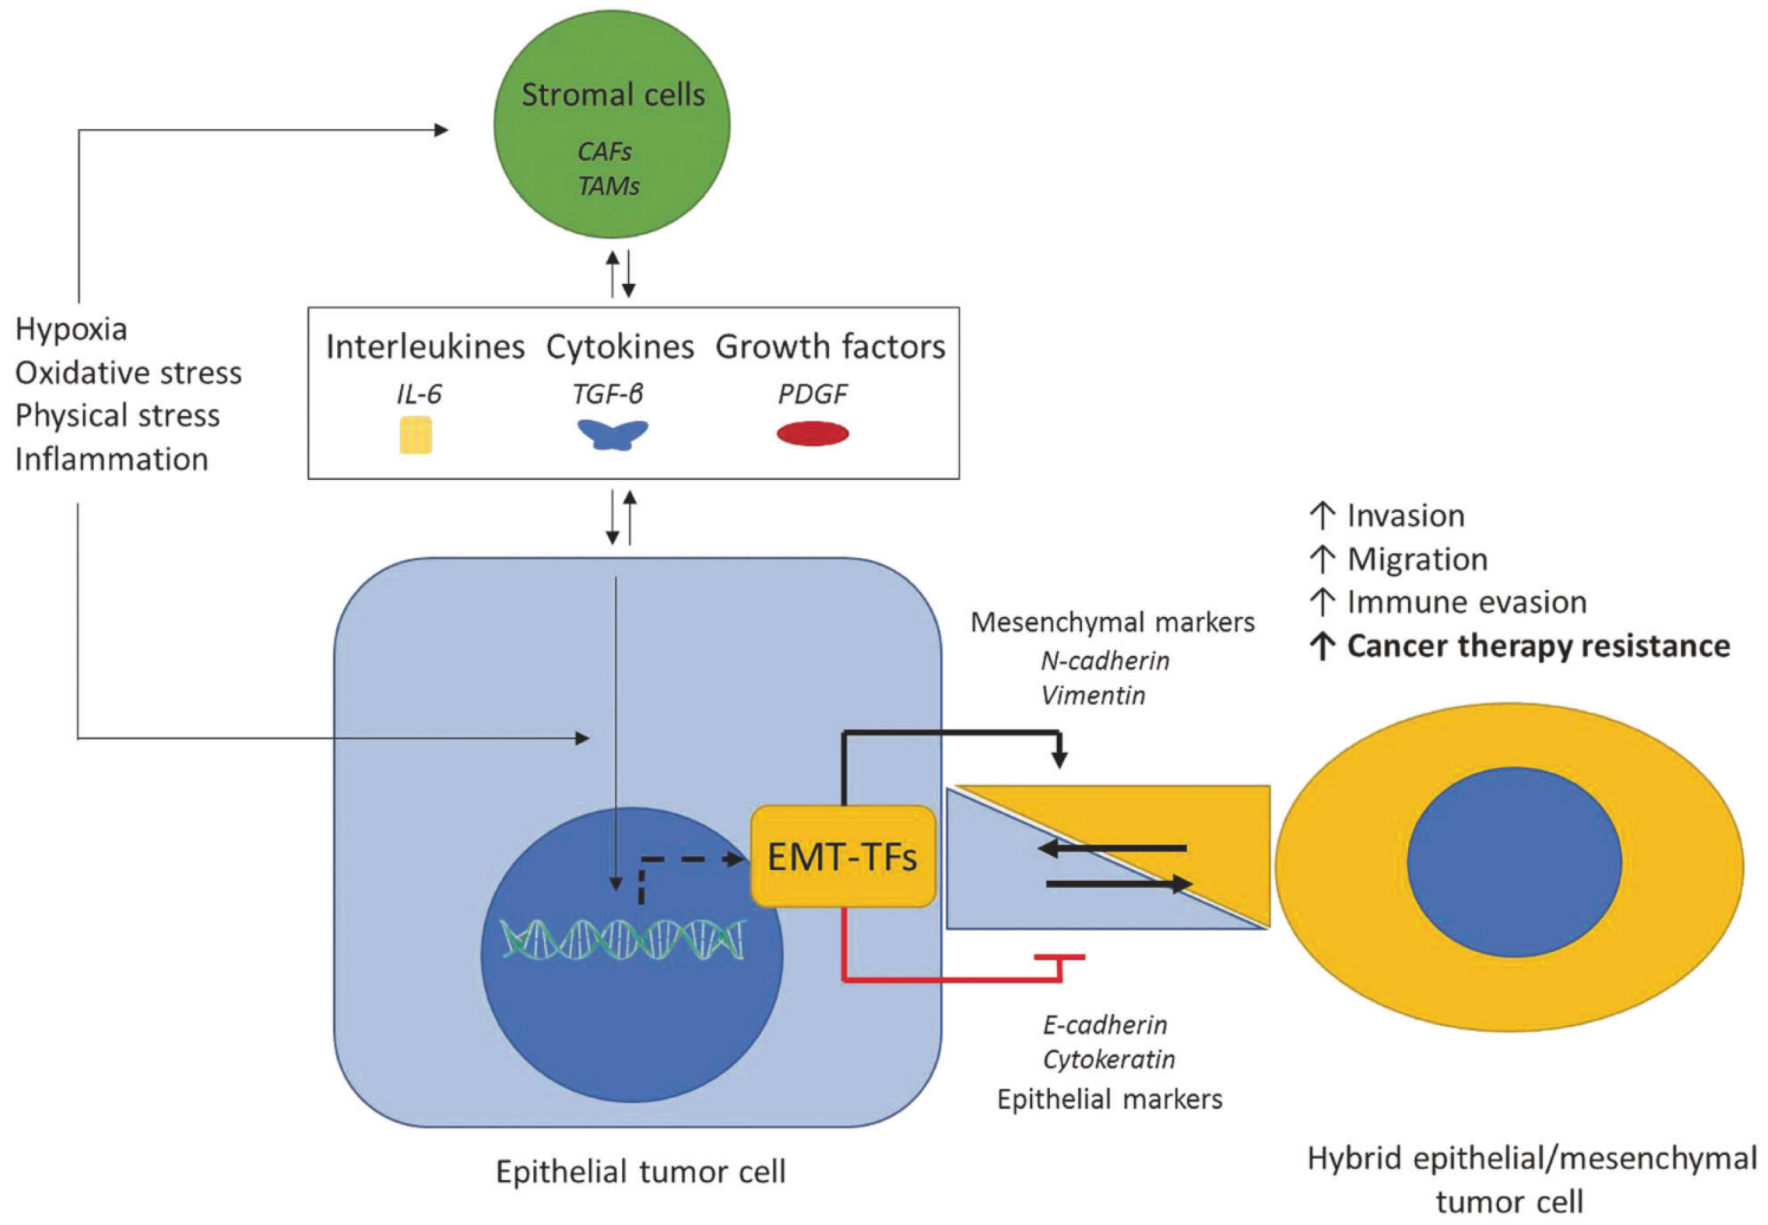 Stromal cells
CAFs
TAMs
Hypoxia
Oxidative stress
Physical stress
Inflammation
Interleukines Cytokines Growth factors
IL-6 TGF-β PDGF
↑ Invasion
↑ Migration
↑ Immune evasion
↑ Cancer therapy resistance
Mesenchymal markers
N-cadherin
Vimentin
EMT-TFs
E-cadherin
Cytokeratin
Epithelial markers
Epithelial tumor cell
Hybrid epithelial/mesenchymal
tumor cell